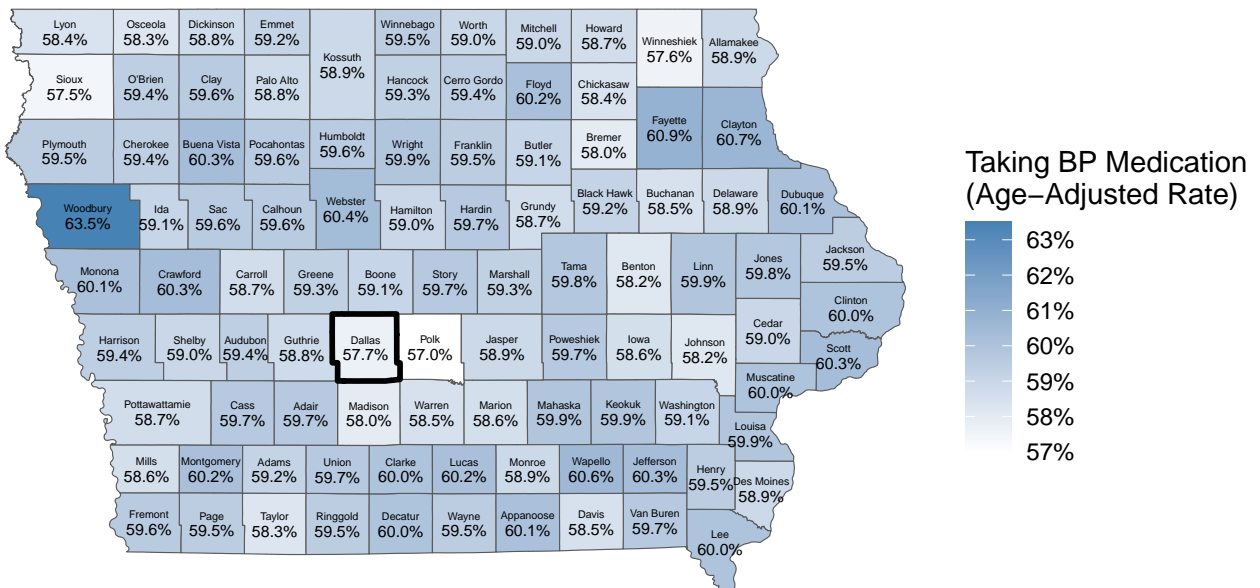 Lyon
58.4%
Osceola
58.3%
Dickinson
58.8%
Emmet
59.2%
Kossuth
58.9%
Winnebago
59.5%
Worth
59.0%
Mitchell
59.0%
Howard
58.7%
Winneshiek
57.6%
Allamakee
58.9%
Sioux
57.5%
O'Brien
59.4%
Clay
59.6%
Palo Alto
58.8%
Hancock
59.3%
Cerro Gordo
59.4%
Floyd
60.2%
Chickasaw
58.4%
Fayette
60.9%
Clayton
60.7%
Plymouth
59.5%
Cherokee
59.4%
Buena Vista
60.3%
Pocahontas
59.6%
Humboldt
59.6%
Wright
59.9%
Franklin
59.5%
Butler
59.1%
Bremer
58.0%
Woodbury
63.5%
Ida
59.1%
Sac
59.6%
Calhoun
59.6%
Webster
60.4%
Hamilton
59.0%
Hardin
59.7%
Grundy
58.7%
Black Hawk
59.2%
Buchanan
58.5%
Delaware
58.9%
Dubuque
60.1%
Monona
60.1%
Crawford
60.3%
Carroll
58.7%
Greene
59.3%
Boone
59.1%
Story
59.7%
Marshall
59.3%
Tama
59.8%
Benton
58.2%
Linn
59.9%
Jones
59.8%
Jackson
59.5%
Clinton
60.0%
Harrison
59.4%
Shelby
59.0%
Audubon
59.4%
Guthrie
58.8%
Dallas
57.7%
Polk
57.0%
Jasper
58.9%
Poweshiek
59.7%
Iowa
58.6%
Johnson
58.2%
Cedar
59.0%
Scott
60.3%
Muscatine
60.0%
Pottawattamie
58.7%
Cass
59.7%
Adair
59.7%
Madison
58.0%
Warren
58.5%
Marion
58.6%
Mahaska
59.9%
Keokuk
59.9%
Washington
59.1%
Louisa
59.9%
Mills
58.6%
Montgomery
60.2%
Adams
59.2%
Union
59.7%
Clarke
60.0%
Lucas
60.2%
Monroe
58.9%
Wapello
60.6%
Jefferson
60.3%
Henry
59.5%
Des Moines
58.9%
Fremont
59.6%
Page
59.5%
Taylor
58.3%
Ringgold
59.5%
Decatur
60.0%
Wayne
59.5%
Appanoose
60.1%
Davis
58.5%
Van Buren
59.7%
Lee
60.0%
Taking BP Medication
(Age−Adjusted Rate)
63%
62%
61%
60%
59%
58%
57%